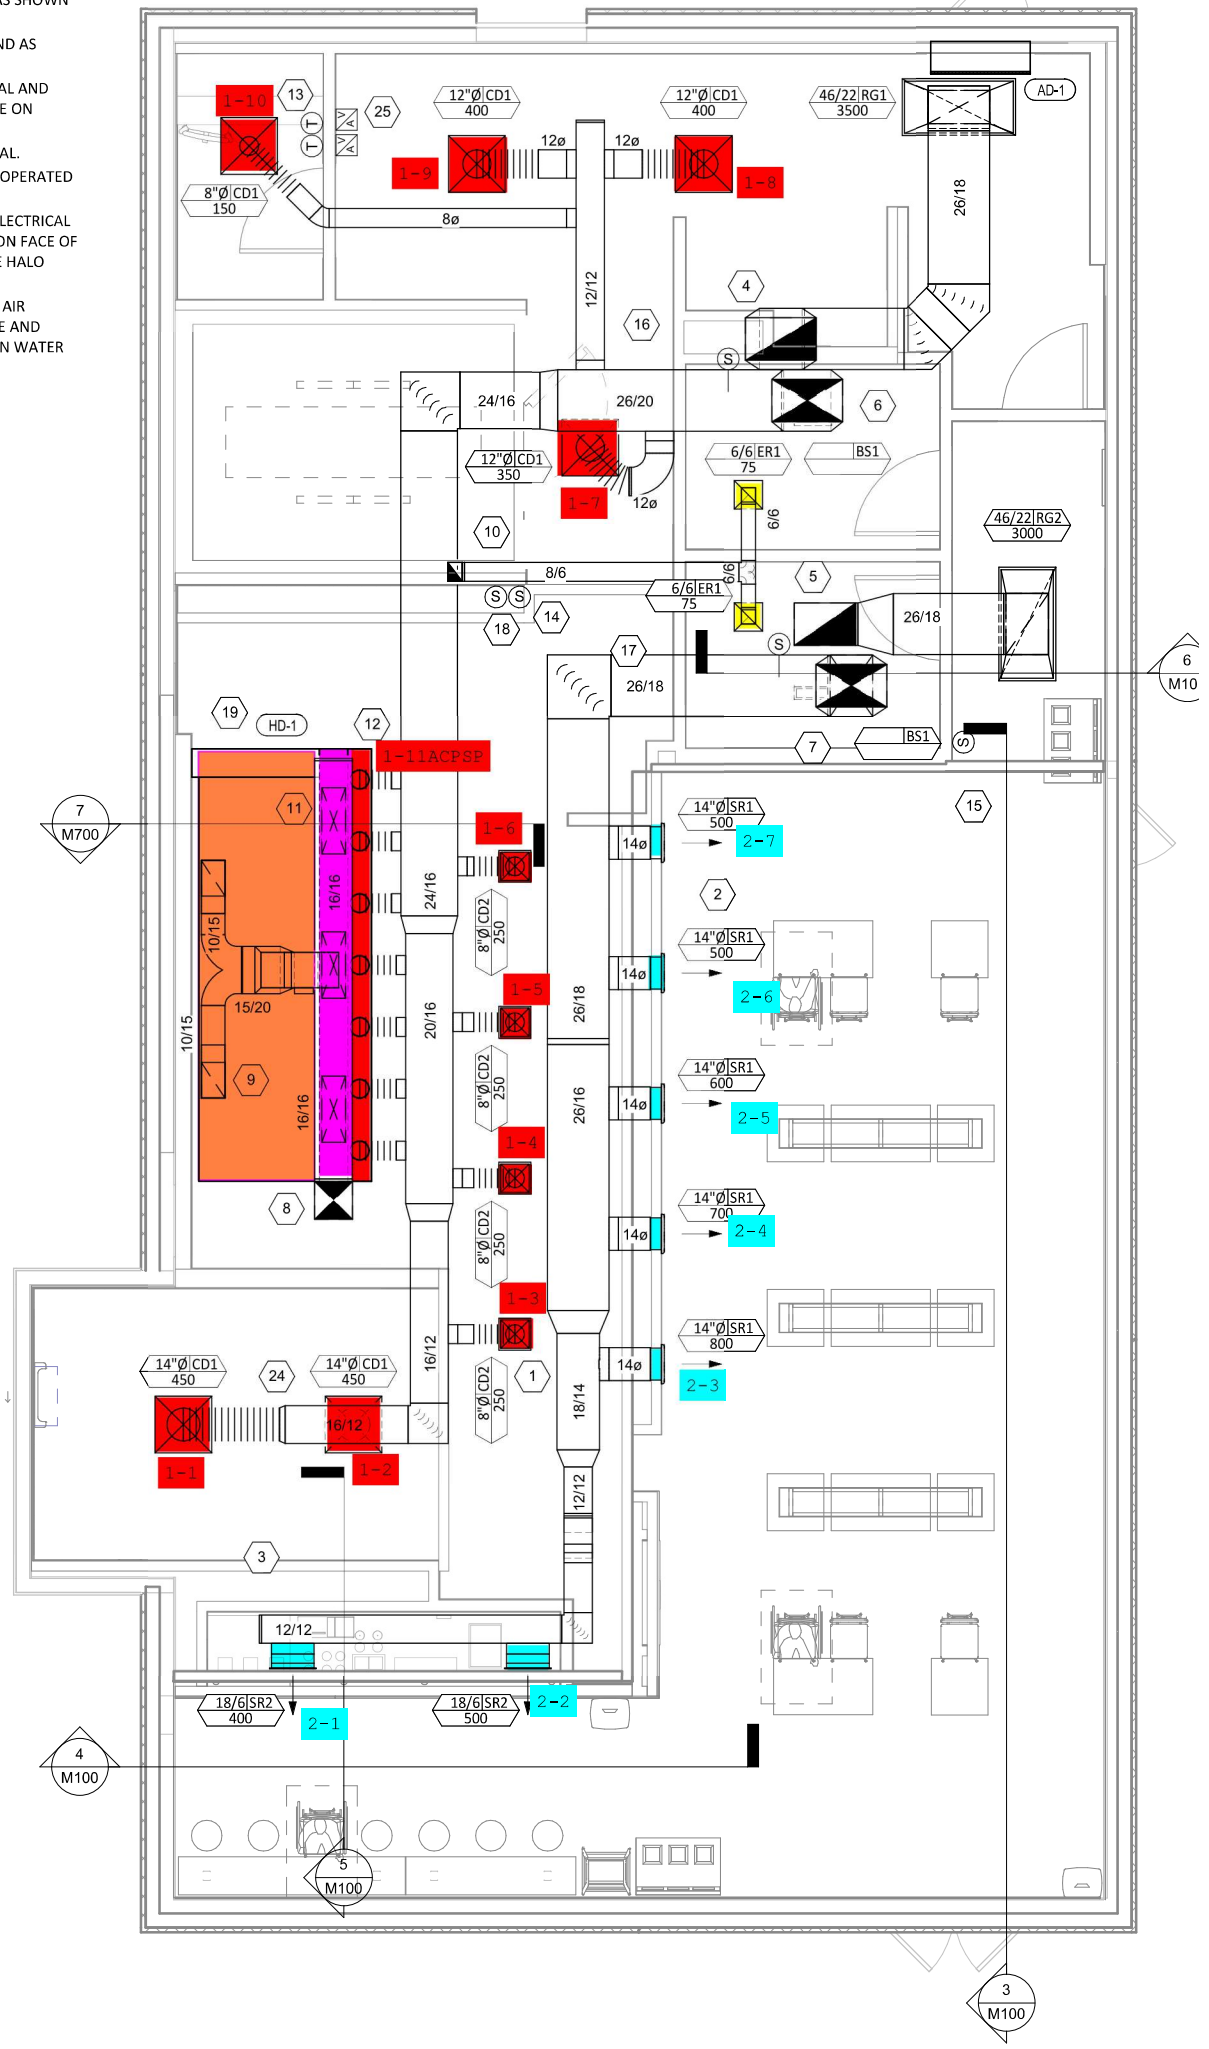 AS SHOWN
ND AS
AL AND
E ON
AL.
OPERATED
LECTRICAL
ON FACE OF
E HALO
AIR
E AND
N WATER
1-10
13
T
T
V
A
V
A
25
12"Ø CD1
400
12"Ø CD1
400
46/22 RG1
3500
AD-1
1-9
12ø
12ø
1-8
8"Ø CD1
150
8ø
26/18
12/12
4
16
S
24/16
26/20
6
12"Ø CD1
350
1-7
12ø
6/6 ER1
75
BS1
6/6
46/22 RG2
3000
10
8/6
6/6
5
6/6 ER1
75
S
S
18
14
26/18
17
S
26/18
6
M10
19
HD-1
12
1-11ACPSP
7
BS1
S
15
11
7
M700
1-6
14"Ø SR1
500
14ø
2-7
16/16
24/16
8"Ø CD2
250
2
10/15
14"Ø SR1
500
14ø
2-6
15/20
10/15
20/16
1-5
26/18
8"Ø CD2
250
9
16/16
14"Ø SR1
600
14ø
2-5
26/16
1-4
8"Ø CD2
250
8
14"Ø SR1
700
14ø
2-4
1-3
16/12
8"Ø CD2
250
1
14"Ø SR1
800
14ø
2-3
14"Ø CD1
450
24
14"Ø CD1
450
16/12
18/14
1-1
1-2
12/12
3
12/12
18/6 SR2
400
2-1
18/6 SR2
500
2-2
4
M100
5
M100
3
M100